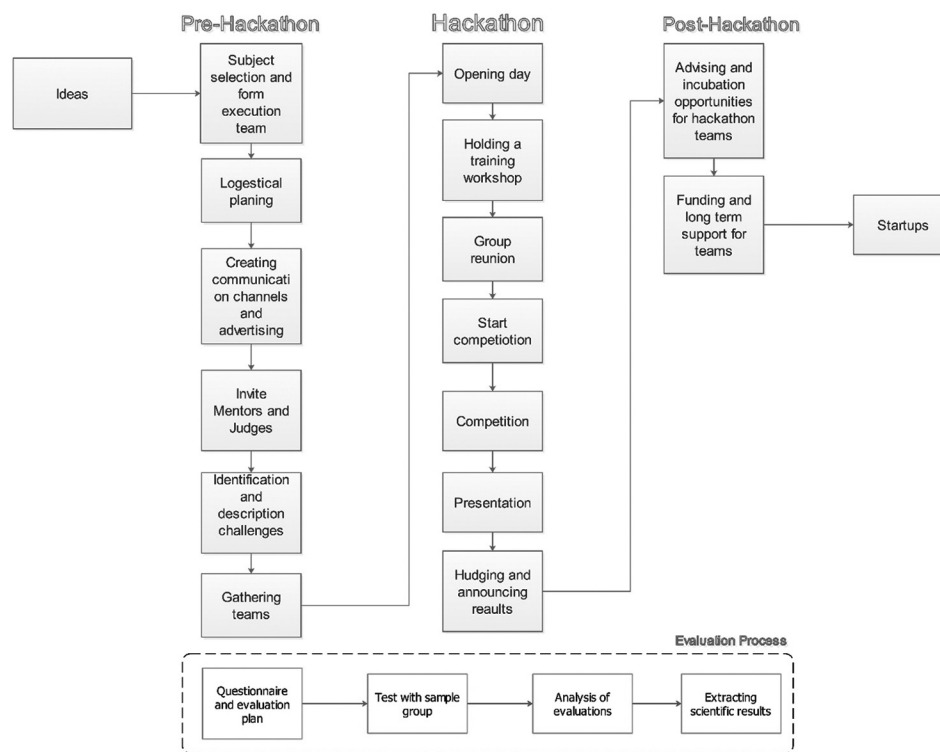 Pre-Hackathon
Hackathon
Post-Hackathon
Ideas
Subject
selection and
form
execution
team
Logestical
planing
Creating
communicati
on channels
and
advertising
Invite
Mentors and
Judges
Identification
and
description
challenges
Gathering
teams
Opening day
Holding a
training
workshop
Group
reunion
Start
competiotion
Competition
Presentation
Hudging and
announcing
reaults
Advising and
incubation
opportunities
for hackathon
teams
Funding and
long term
support for
teams
Startups
Evaluation Process
Questionnaire
and evaluation
plan
Test with sample
group
Analysis of
evaluations
Extracting
scientific results